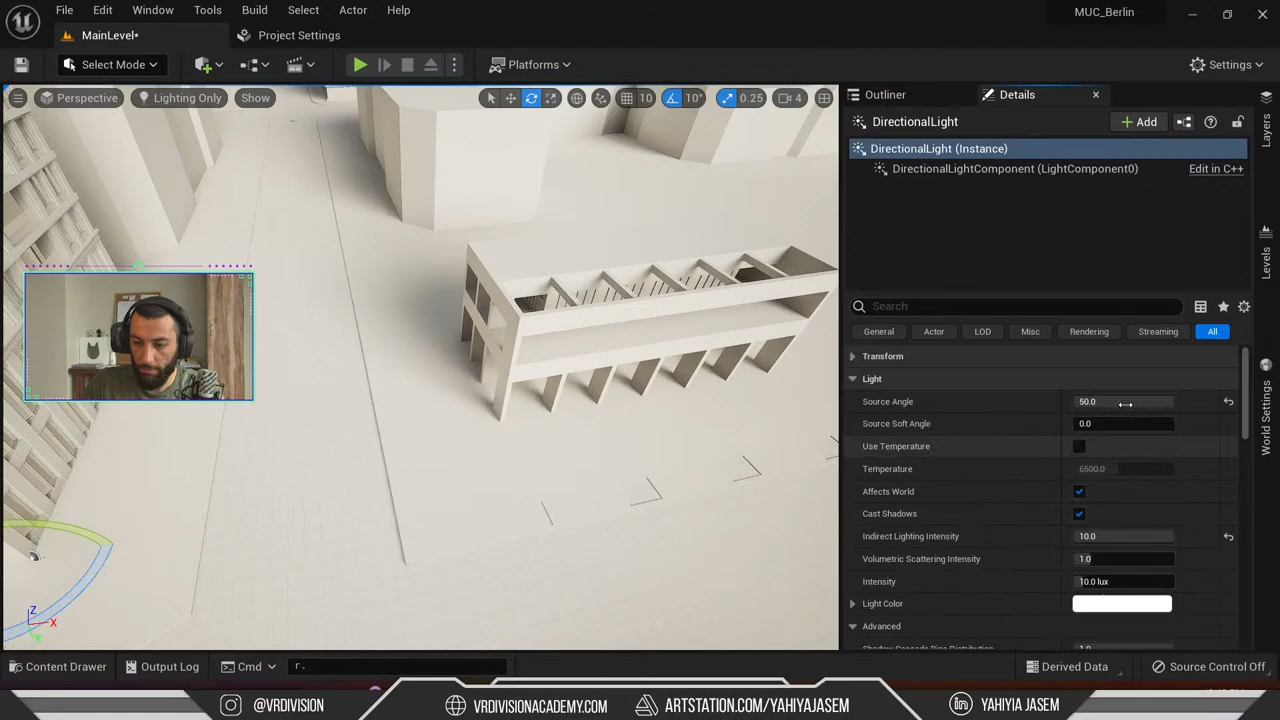 File Edit Window Tools Build Select Actor Help
MUC_Berlin
MainLevel*
Project Settings
Select Mode
Platforms
Settings
Perspective
Lighting Only
Show
10
10°
0.25
4
Outliner
Details
DirectionalLight
Add
DirectionalLight (Instance)
DirectionalLightComponent (LightComponent0)
Edit in C++
Search
General
Actor
LOD
Misc
Rendering
Streaming
All
Transform
Light
Source Angle
50.0
Source Soft Angle
0.0
Use Temperature
Temperature
6500.0
Affects World
Cast Shadows
Indirect Lighting Intensity
10.0
Volumetric Scattering Intensity
1.0
Intensity
10.0 lux
Light Color
Advanced
Layers
Levels
World Settings
Z
X
Content Drawer
Output Log
Cmd
r.
Derived Data
Source Control Off
@VRDIVISION
VRDIVISIONACADEMY.COM
ARTSTATION.COM/YAHIYAJASEM
YAHIYIA JASEM